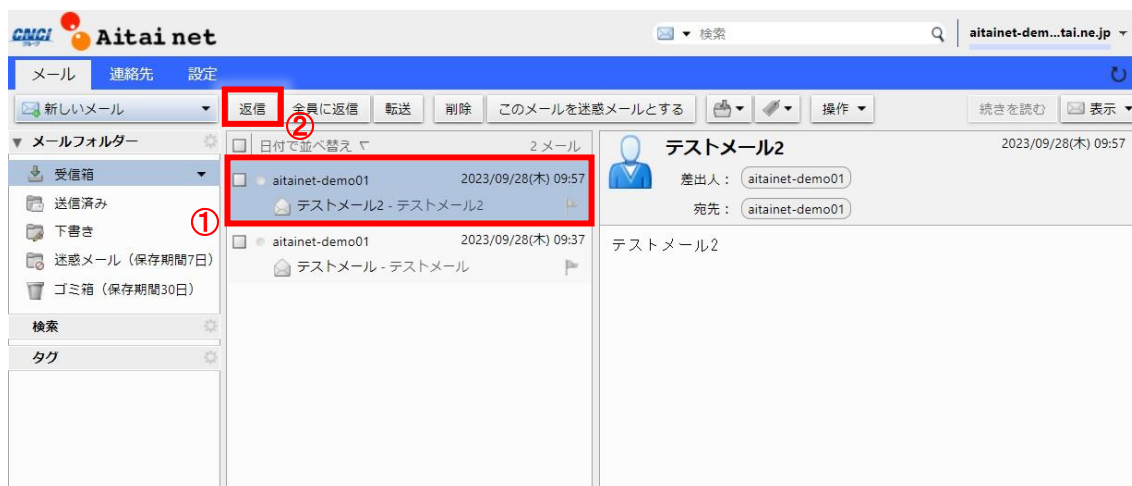 CNCI グループ Aitai net 検索 aitainet-dem...tai.ne.jp
メール 連絡先 設定
新しいメール 返信 全員に返信 転送 削除 このメールを迷惑メールとする 操作 続きを読む 表示
②
メールフォルダー 日付で並べ替え 2 メール テストメール2 2023/09/28(木) 09:57
受信箱 aitainet-demo01 2023/09/28(木) 09:57 差出人： aitainet-demo01
送信済み テストメール2 - テストメール2 宛先： aitainet-demo01
①
下書き aitainet-demo01 2023/09/28(木) 09:37 テストメール2
迷惑メール（保存期間7日） テストメール - テストメール
ゴミ箱（保存期間30日）
検索
タグ